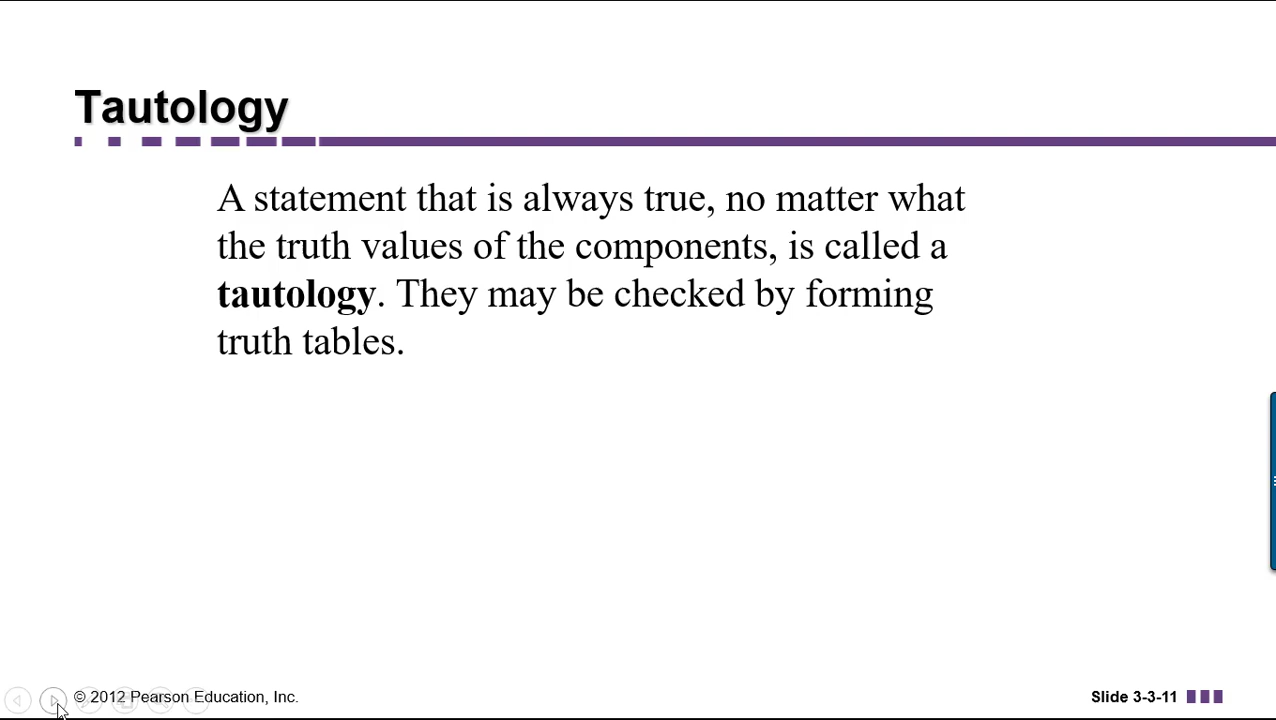 Tautology
A statement that is always true, no matter what
the truth values of the components, is called a
tautology. They may be checked by forming
truth tables.
© 2012 Pearson Education, Inc.
Slide 3-3-11